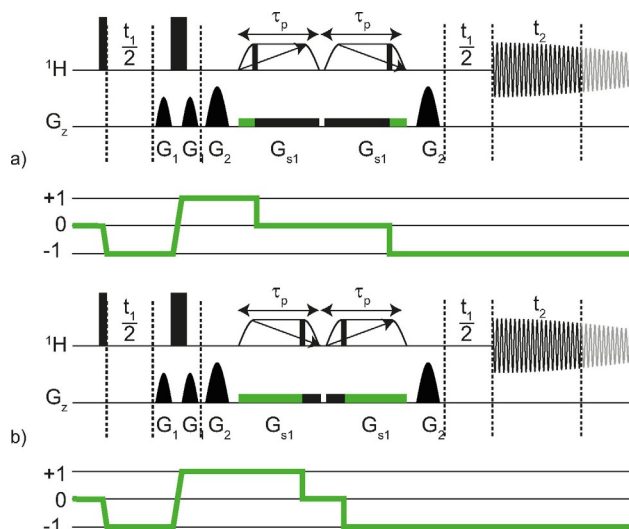 t₁/2 τp τp t₁/2 t₂
¹H
Gz
G₁ G₁ G₂ Gs1 Gs1 G₂
a)
+1
0
-1
t₁/2 τp τp t₁/2 t₂
¹H
Gz
G₁ G₁ G₂ Gs1 Gs1 G₂
b)
+1
0
-1